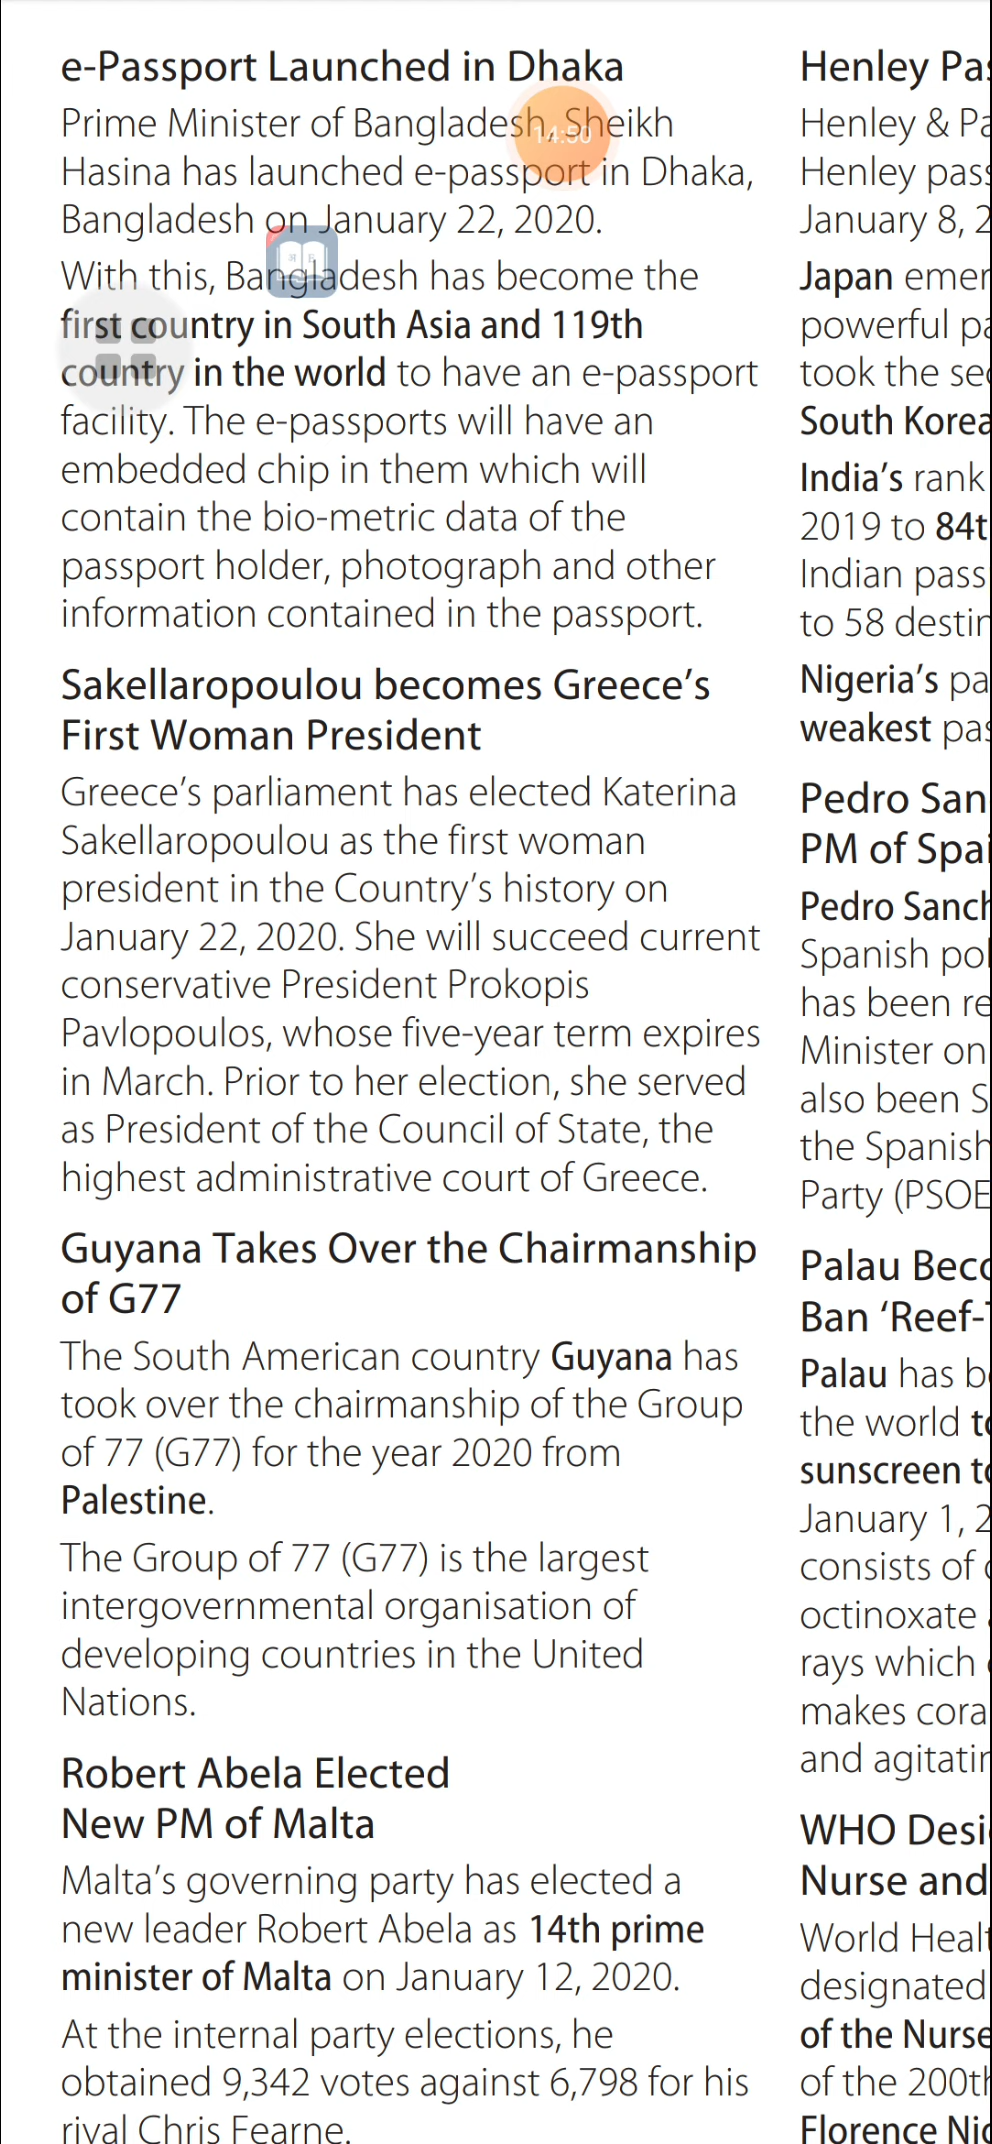 e-Passport Launched in Dhaka
Prime Minister of Bangladesh, Sheikh
Hasina has launched e-passport in Dhaka,
Bangladesh on January 22, 2020.
With this, Bangladesh has become the
first country in South Asia and 119th
country in the world to have an e-passport
facility. The e-passports will have an
embedded chip in them which will
contain the bio-metric data of the
passport holder, photograph and other
information contained in the passport.
Sakellaropoulou becomes Greece’s
First Woman President
Greece’s parliament has elected Katerina
Sakellaropoulou as the first woman
president in the Country’s history on
January 22, 2020. She will succeed current
conservative President Prokopis
Pavlopoulos, whose five-year term expires
in March. Prior to her election, she served
as President of the Council of State, the
highest administrative court of Greece.
Guyana Takes Over the Chairmanship
of G77
The South American country Guyana has
took over the chairmanship of the Group
of 77 (G77) for the year 2020 from
Palestine.
The Group of 77 (G77) is the largest
intergovernmental organisation of
developing countries in the United
Nations.
Robert Abela Elected
New PM of Malta
Malta’s governing party has elected a
new leader Robert Abela as 14th prime
minister of Malta on January 12, 2020.
At the internal party elections, he
obtained 9,342 votes against 6,798 for his
rival Chris Fearne.
Henley Pas
Henley & Pa
Henley pass
January 8, 2
Japan emer
powerful pa
took the sec
South Korea
India’s rank
2019 to 84t
Indian pass
to 58 destin
Nigeria’s pa
weakest pas
Pedro San
PM of Spai
Pedro Sanch
Spanish pol
has been re
Minister on
also been S
the Spanish
Party (PSOE
Palau Beco
Ban ‘Reef-T
Palau has be
the world to
sunscreen to
January 1, 2
consists of
octinoxate
rays which
makes cora
and agitatin
WHO Desi
Nurse and
World Healt
designated
of the Nurse
of the 200th
Florence Nig
14:50